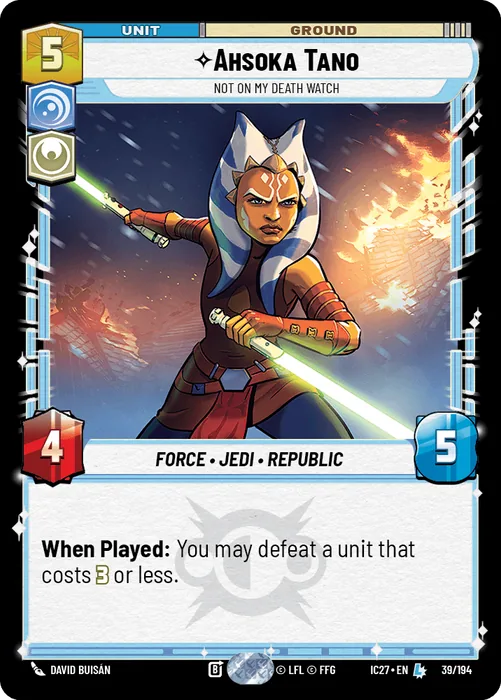 UNIT
GROUND
5
AHSOKA TANO
NOT ON MY DEATH WATCH
4
FORCE • JEDI • REPUBLIC
5
When Played: You may defeat a unit that
costs 3 or less.
DAVID BUISÁN
B
© LFL © FFG
IC27 • EN
L
39/194